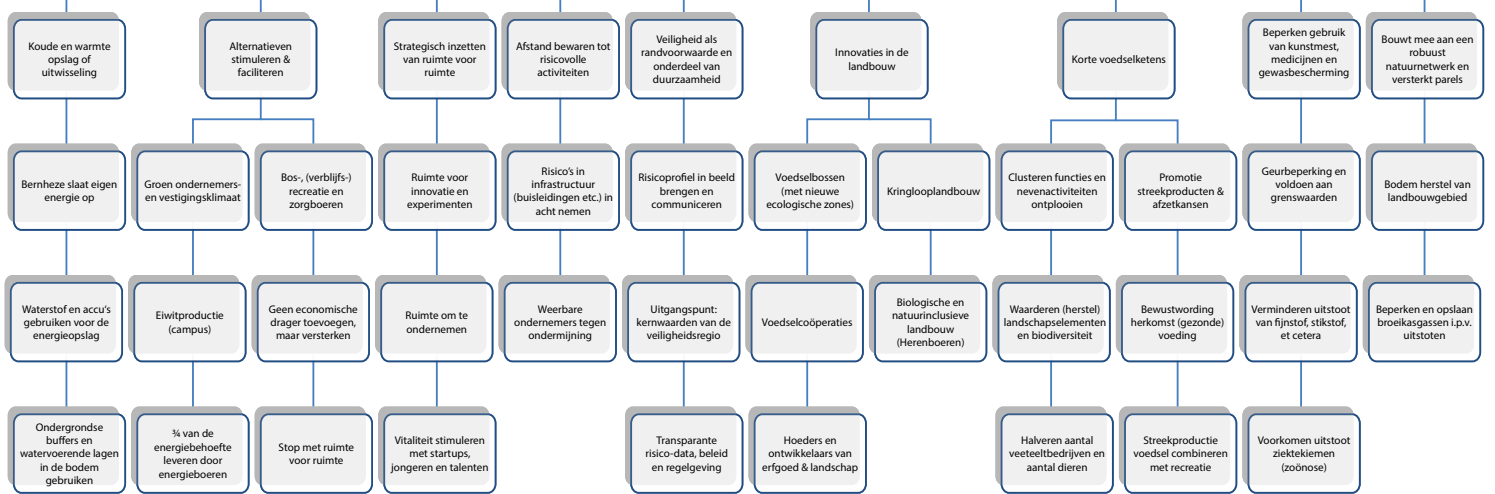 Koude en warmte
opslag of
uitwisseling
Alternatieven
stimuleren &
faciliteren
Strategisch inzetten
van ruimte voor
ruimte
Afstand bewaren tot
risicovolle
activiteiten
Veiligheid als
randvoorwaarde en
onderdeel van
duurzaamheid
Innovaties in de
landbouw
Korte voedselketens
Beperken gebruik
van kunstmest,
medicijnen en
gewasbescherming
Bouwt mee aan een
robuust
natuurnetwerk en
versterkt parels
Bernheze slaat eigen
energie op
Groen ondernemers-
en vestigingsklimaat
Bos-, (verblijfs-)
recreatie en
zorgboeren
Ruimte voor
innovatie en
experimenten
Risico's in
infrastructuur
(buisleidingen etc.) in
acht nemen
Risicoprofiel in beeld
brengen en
communiceren
Voedselbossen
(met nieuwe
ecologische zones)
Kringlooplandbouw
Clusteren functies en
nevenactiviteiten
ontplooien
Promotie
streekproducten &
afzetkansen
Geurbeperking en
voldoen aan
grenswaarden
Bodem herstel van
landbouwgebied
Waterstof en accu's
gebruiken voor de
energieopslag
Eiwitproductie
(campus)
Geen economische
drager toevoegen,
maar versterken
Ruimte om te
ondernemen
Weerbare
ondernemers tegen
ondermijning
Uitgangspunt:
kernwaarden van de
veiligheidsregio
Voedselcoöperaties
Biologische en
natuurinclusieve
landbouw
(Herenboeren)
Waarderen (herstel)
landschapselementen
en biodiversiteit
Bewustwording
herkomst (gezonde)
voeding
Verminderen uitstoot
van fijnstof, stikstof,
et cetera
Beperken en opslaan
broeikasgassen i.p.v.
uitstoten
Ondergrondse
buffers en
watervoerende lagen
in de bodem
gebruiken
¾ van de
energiebehoefte
leveren door
energieboeren
Stop met ruimte
voor ruimte
Vitaliteit stimuleren
met startups,
jongeren en talenten
Transparante
risico-data, beleid
en regelgeving
Hoeders en
ontwikkelaars van
erfgoed & landschap
Halveren aantal
veeteeltbedrijven en
aantal dieren
Streekproductie
voedsel combineren
met recreatie
Voorkomen uitstoot
ziektekiemen
(zoönose)